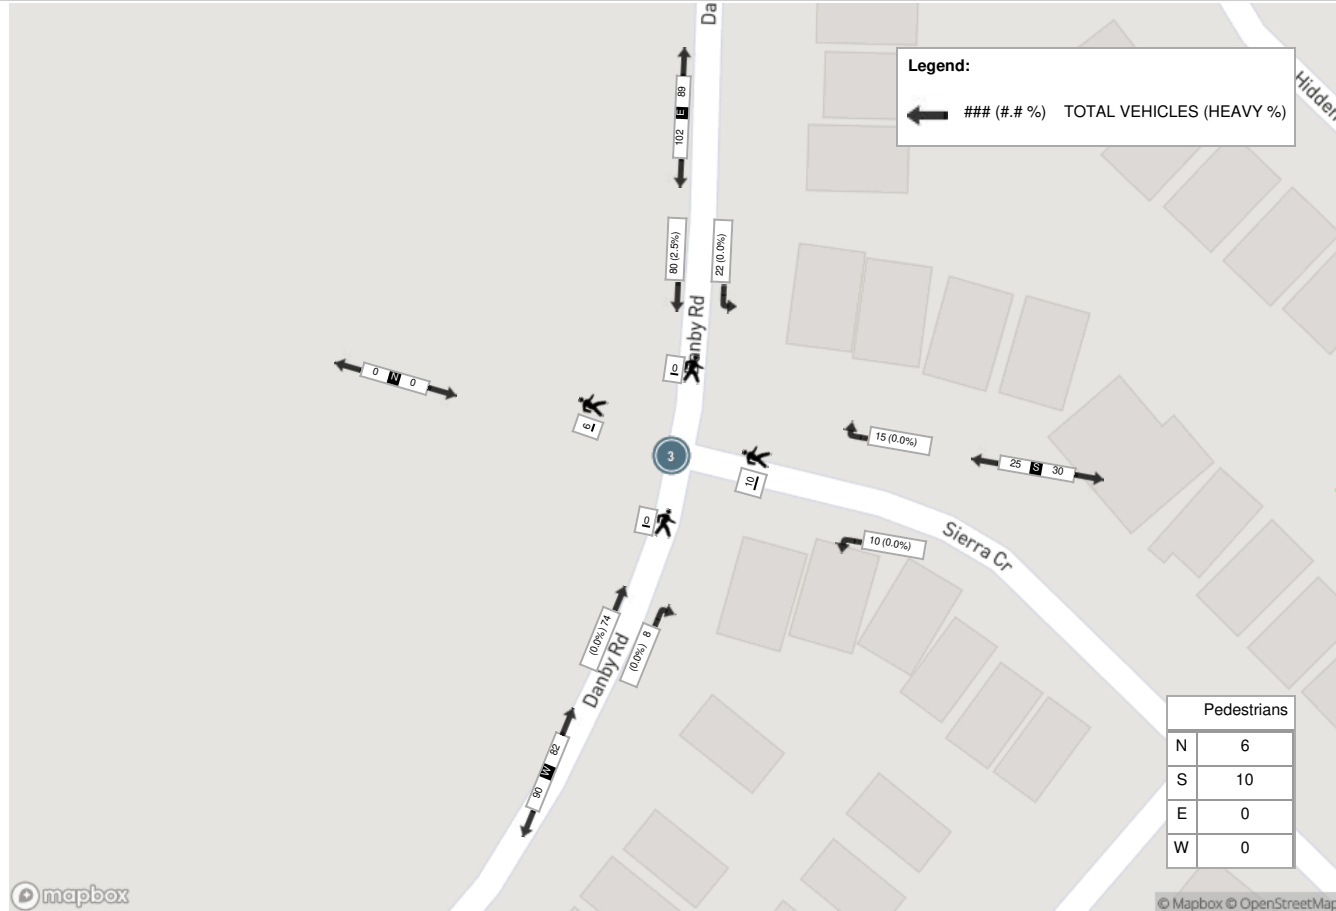 Da
Hidden
Legend:
### (#.# %) TOTAL VEHICLES (HEAVY %)
102 E 89
80 (2.5%)
22 (0.0%)
anby Rd
0
0 N 0
6
3
10
15 (0.0%)
25 S 30
0
10 (0.0%)
Sierra Cr
(0.0%) 74
(0.0%) 8
Danby Rd
90 W 82
Pedestrians
N 6
S 10
E 0
W 0
mapbox
© Mapbox © OpenStreetMap